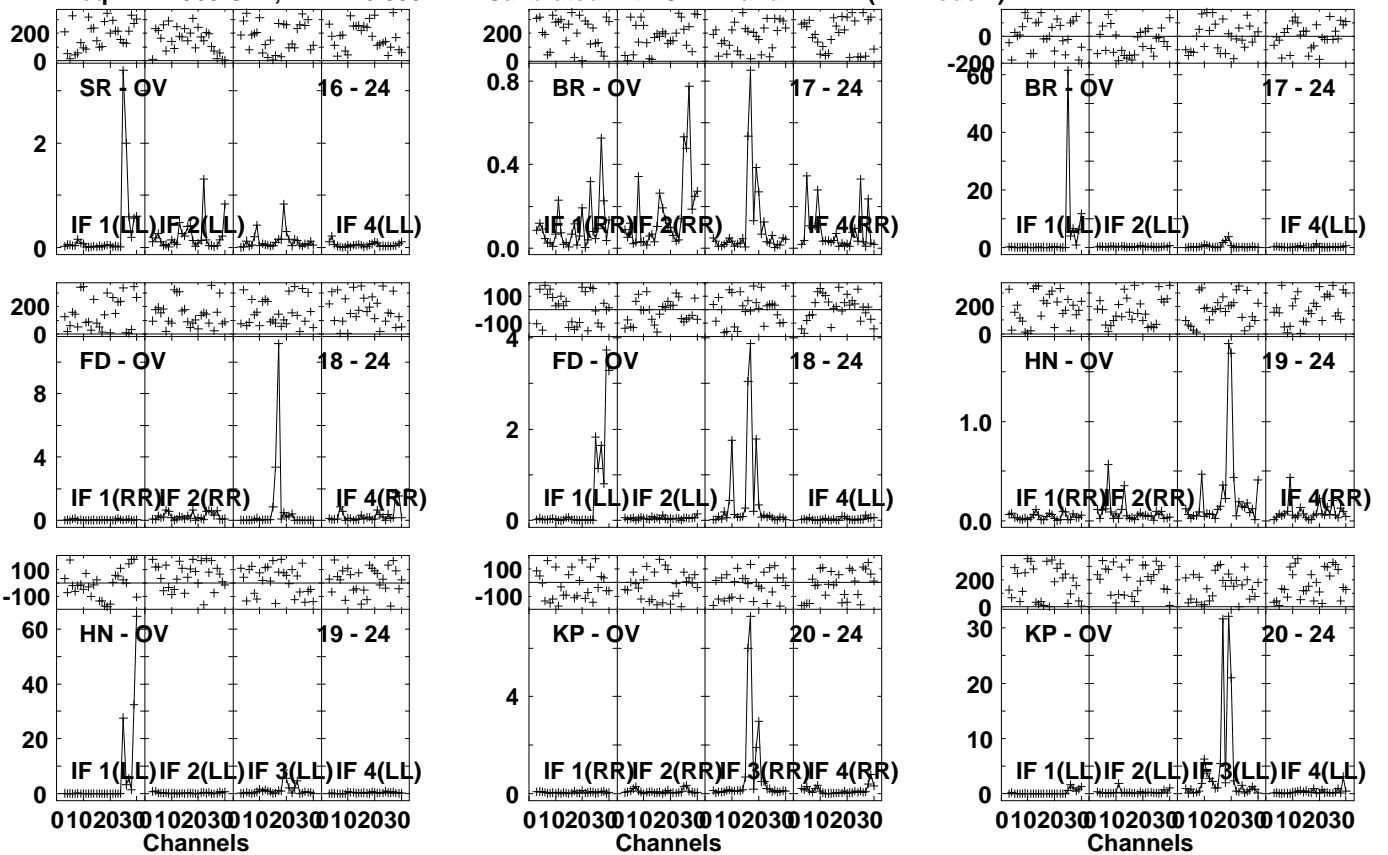 200
0
SR - OV
16 - 24
2
0
IF 1(LL)
IF 2(LL)
IF 4(LL)
200
0
BR - OV
17 - 24
0.8
0.4
0.0
IF 1(RR)
IF 2(RR)
IF 4(RR)
0
-200
BR - OV
17 - 24
60
40
20
0
IF 1(LL)
IF 2(LL)
IF 4(LL)
200
0
FD - OV
18 - 24
8
4
0
IF 1(RR)
IF 2(RR)
IF 4(RR)
100
-100
FD - OV
18 - 24
4
2
0
IF 1(LL)
IF 2(LL)
IF 4(LL)
200
0
HN - OV
19 - 24
1.0
0.0
IF 1(RR)
IF 2(RR)
IF 4(RR)
100
-100
HN - OV
19 - 24
60
40
20
0
IF 1(LL)
IF 2(LL)
IF 3(LL)
IF 4(LL)
0102030 0102030 0102030 0102030
Channels
100
-100
KP - OV
20 - 24
4
0
IF 1(RR)
IF 2(RR)
IF 3(RR)
IF 4(RR)
0102030 0102030 0102030 0102030
Channels
200
0
KP - OV
20 - 24
30
20
10
0
IF 1(LL)
IF 2(LL)
IF 3(LL)
IF 4(LL)
0102030 0102030 0102030 0102030
Channels